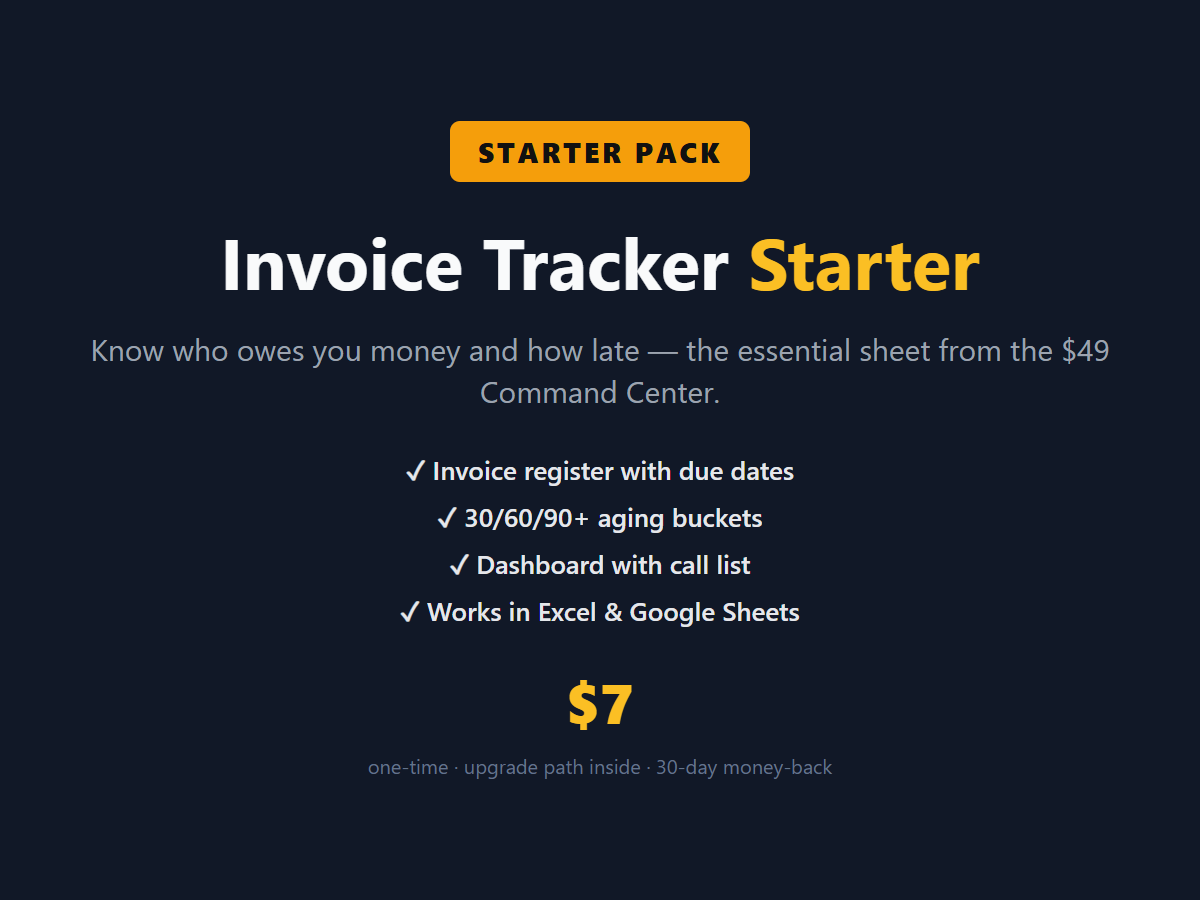 STARTER PACK
Invoice Tracker Starter
Know who owes you money and how late — the essential sheet from the $49
Command Center.
✓ Invoice register with due dates
✓ 30/60/90+ aging buckets
✓ Dashboard with call list
✓ Works in Excel & Google Sheets
$7
one-time · upgrade path inside · 30-day money-back